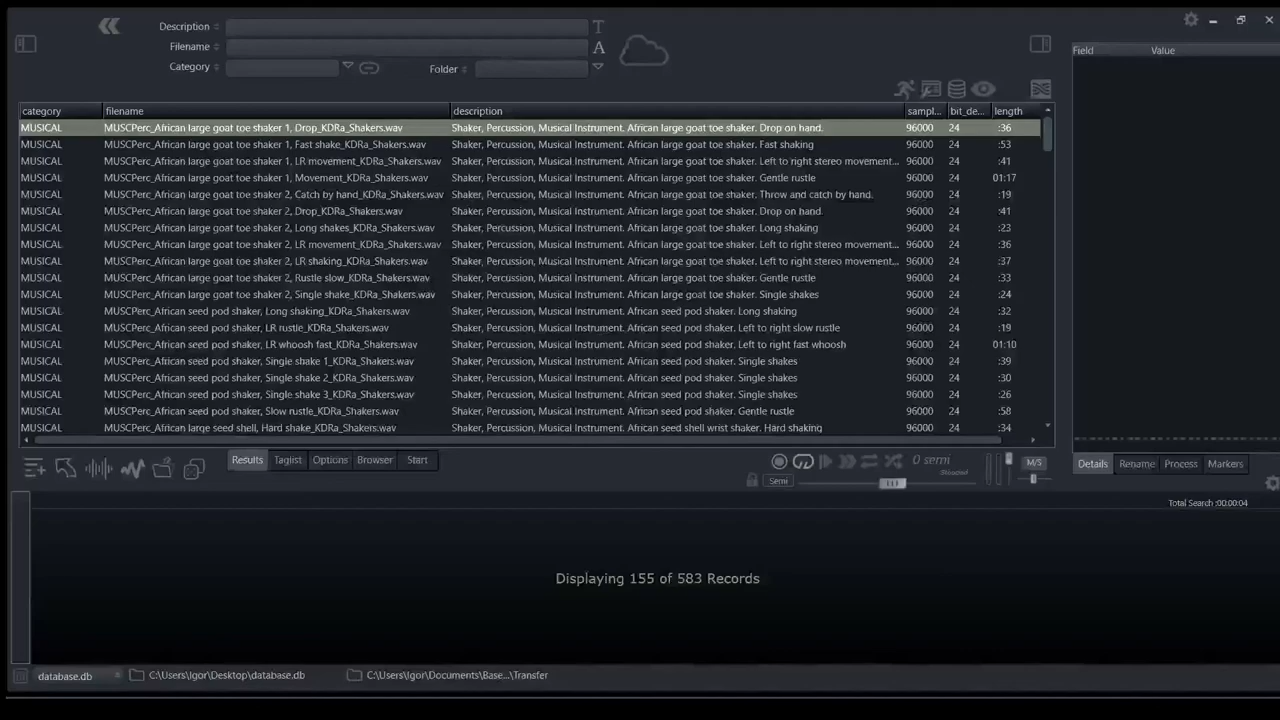 Description
T
Filename
A
Category
Folder
Field Value
category filename description sampl... bit_de... length
MUSICAL MUSCPerc_African large goat toe shaker 1, Drop_KDRa_Shakers.wav Shaker, Percussion, Musical Instrument. African large goat toe shaker. Drop on hand. 96000 24 :36
MUSICAL MUSCPerc_African large goat toe shaker 1, Fast shake_KDRa_Shakers.wav Shaker, Percussion, Musical Instrument. African large goat toe shaker. Fast shaking 96000 24 :53
MUSICAL MUSCPerc_African large goat toe shaker 1, LR movement_KDRa_Shakers.wav Shaker, Percussion, Musical Instrument. African large goat toe shaker. Left to right stereo movement... 96000 24 :41
MUSICAL MUSCPerc_African large goat toe shaker 1, Movement_KDRa_Shakers.wav Shaker, Percussion, Musical Instrument. African large goat toe shaker. Gentle rustle 96000 24 01:17
MUSICAL MUSCPerc_African large goat toe shaker 2, Catch by hand_KDRa_Shakers.wav Shaker, Percussion, Musical Instrument. African large goat toe shaker. Throw and catch by hand. 96000 24 :19
MUSICAL MUSCPerc_African large goat toe shaker 2, Drop_KDRa_Shakers.wav Shaker, Percussion, Musical Instrument. African large goat toe shaker. Drop on hand. 96000 24 :41
MUSICAL MUSCPerc_African large goat toe shaker 2, Long shakes_KDRa_Shakers.wav Shaker, Percussion, Musical Instrument. African large goat toe shaker. Long shaking 96000 24 :23
MUSICAL MUSCPerc_African large goat toe shaker 2, LR movement_KDRa_Shakers.wav Shaker, Percussion, Musical Instrument. African large goat toe shaker. Left to right stereo movement... 96000 24 :36
MUSICAL MUSCPerc_African large goat toe shaker 2, LR shaking_KDRa_Shakers.wav Shaker, Percussion, Musical Instrument. African large goat toe shaker. Left to right stereo movement... 96000 24 :37
MUSICAL MUSCPerc_African large goat toe shaker 2, Rustle slow_KDRa_Shakers.wav Shaker, Percussion, Musical Instrument. African large goat toe shaker. Gentle rustle 96000 24 :33
MUSICAL MUSCPerc_African large goat toe shaker 2, Single shake_KDRa_Shakers.wav Shaker, Percussion, Musical Instrument. African large goat toe shaker. Single shakes 96000 24 :24
MUSICAL MUSCPerc_African seed pod shaker, Long shaking_KDRa_Shakers.wav Shaker, Percussion, Musical Instrument. African seed pod shaker. Long shaking 96000 24 :32
MUSICAL MUSCPerc_African seed pod shaker, LR rustle_KDRa_Shakers.wav Shaker, Percussion, Musical Instrument. African seed pod shaker. Left to right slow rustle 96000 24 :19
MUSICAL MUSCPerc_African seed pod shaker, LR whoosh fast_KDRa_Shakers.wav Shaker, Percussion, Musical Instrument. African seed pod shaker. Left to right fast whoosh 96000 24 01:10
MUSICAL MUSCPerc_African seed pod shaker, Single shake 1_KDRa_Shakers.wav Shaker, Percussion, Musical Instrument. African seed pod shaker. Single shakes 96000 24 :39
MUSICAL MUSCPerc_African seed pod shaker, Single shake 2_KDRa_Shakers.wav Shaker, Percussion, Musical Instrument. African seed pod shaker. Single shakes 96000 24 :30
MUSICAL MUSCPerc_African seed pod shaker, Single shake 3_KDRa_Shakers.wav Shaker, Percussion, Musical Instrument. African seed pod shaker. Single shakes 96000 24 :26
MUSICAL MUSCPerc_African seed pod shaker, Slow rustle_KDRa_Shakers.wav Shaker, Percussion, Musical Instrument. African seed pod shaker. Gentle rustle 96000 24 :58
MUSICAL MUSCPerc_African large seed shell, Hard shake_KDRa_Shakers.wav Shaker, Percussion, Musical Instrument. African seed shell wrist shaker. Hard shaking 96000 24 :34
Results Taglist Options Browser Start
0 semi
M/S
Semi
Details Rename Process Markers
Total Search :00:00:04
Displaying 155 of 583 Records
database.db C:\Users\Igor\Desktop\database.db C:\Users\Igor\Documents\Base...\Transfer